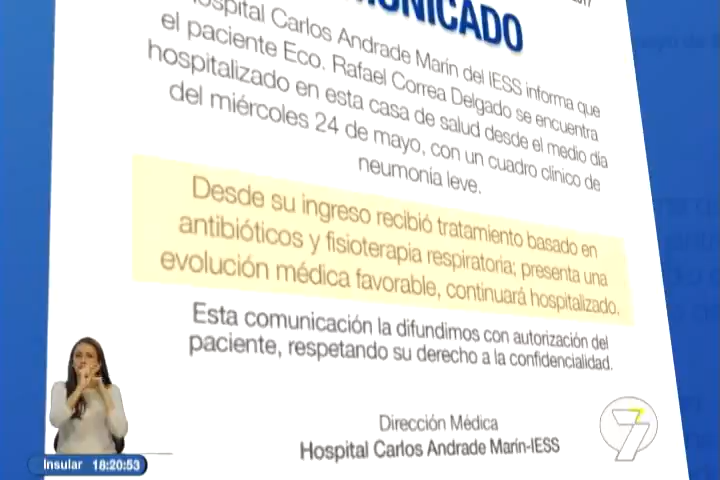 COMUNICADO
Hospital Carlos Andrade Marín del IESS informa que
el paciente Eco. Rafael Correa Delgado se encuentra
hospitalizado en esta casa de salud desde el medio día
del miércoles 24 de mayo, con un cuadro clínico de
neumonía leve.
Desde su ingreso recibió tratamiento basado en
antibióticos y fisioterapia respiratoria; presenta una
evolución médica favorable, continuará hospitalizado.
Esta comunicación la difundimos con autorización del
paciente, respetando su derecho a la confidencialidad.
Dirección Médica
Hospital Carlos Andrade Marín-IESS
7
Insular 18:20:53